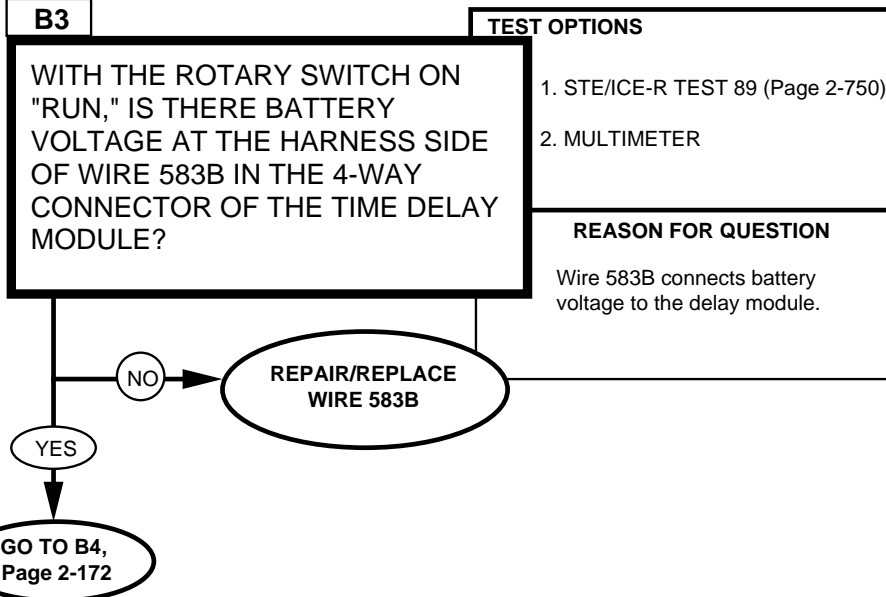 B3
WITH THE ROTARY SWITCH ON
"RUN," IS THERE BATTERY
VOLTAGE AT THE HARNESS SIDE
OF WIRE 583B IN THE 4-WAY
CONNECTOR OF THE TIME DELAY
MODULE?
TEST OPTIONS
1. STE/ICE-R TEST 89 (Page 2-750)
2. MULTIMETER
REASON FOR QUESTION
Wire 583B connects battery
voltage to the delay module.
NO
REPAIR/REPLACE
WIRE 583B
YES
GO TO B4,
Page 2-172